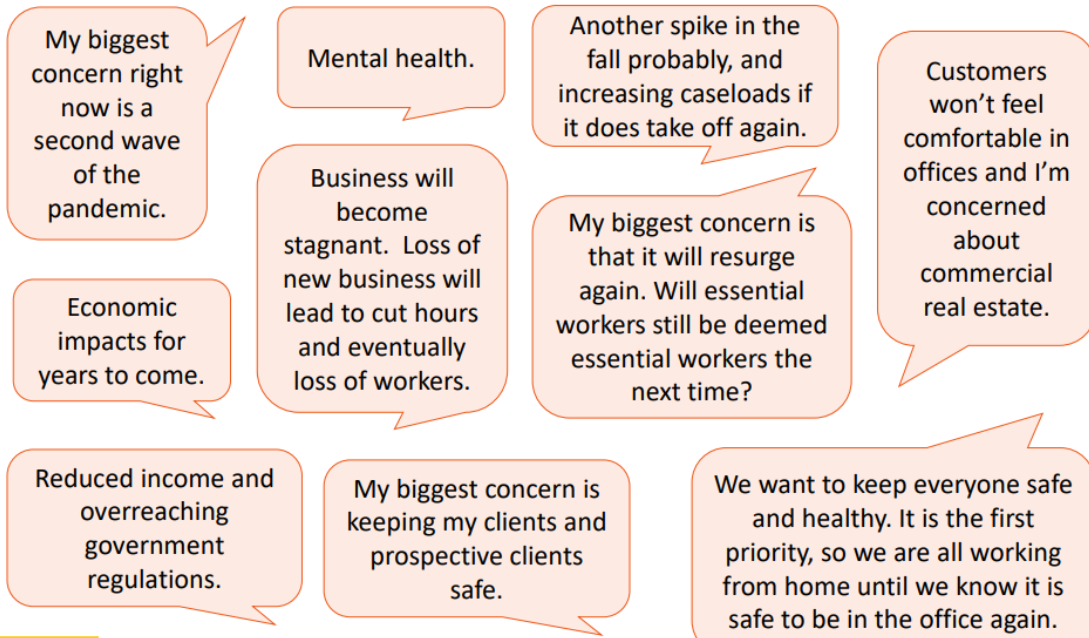 My biggest
concern right
now is a
second wave
of the
pandemic.
Mental health.
Another spike in the
fall probably, and
increasing caseloads if
it does take off again.
Customers
won’t feel
comfortable in
offices and I’m
concerned
about
commercial
real estate.
Business will
become
stagnant.  Loss of
new business will
lead to cut hours
and eventually
loss of workers.
My biggest concern is
that it will resurge
again. Will essential
workers still be deemed
essential workers the
next time?
Economic
impacts for
years to come.
Reduced income and
overreaching
government
regulations.
My biggest concern is
keeping my clients and
prospective clients
safe.
We want to keep everyone safe
and healthy. It is the first
priority, so we are all working
from home until we know it is
safe to be in the office again.